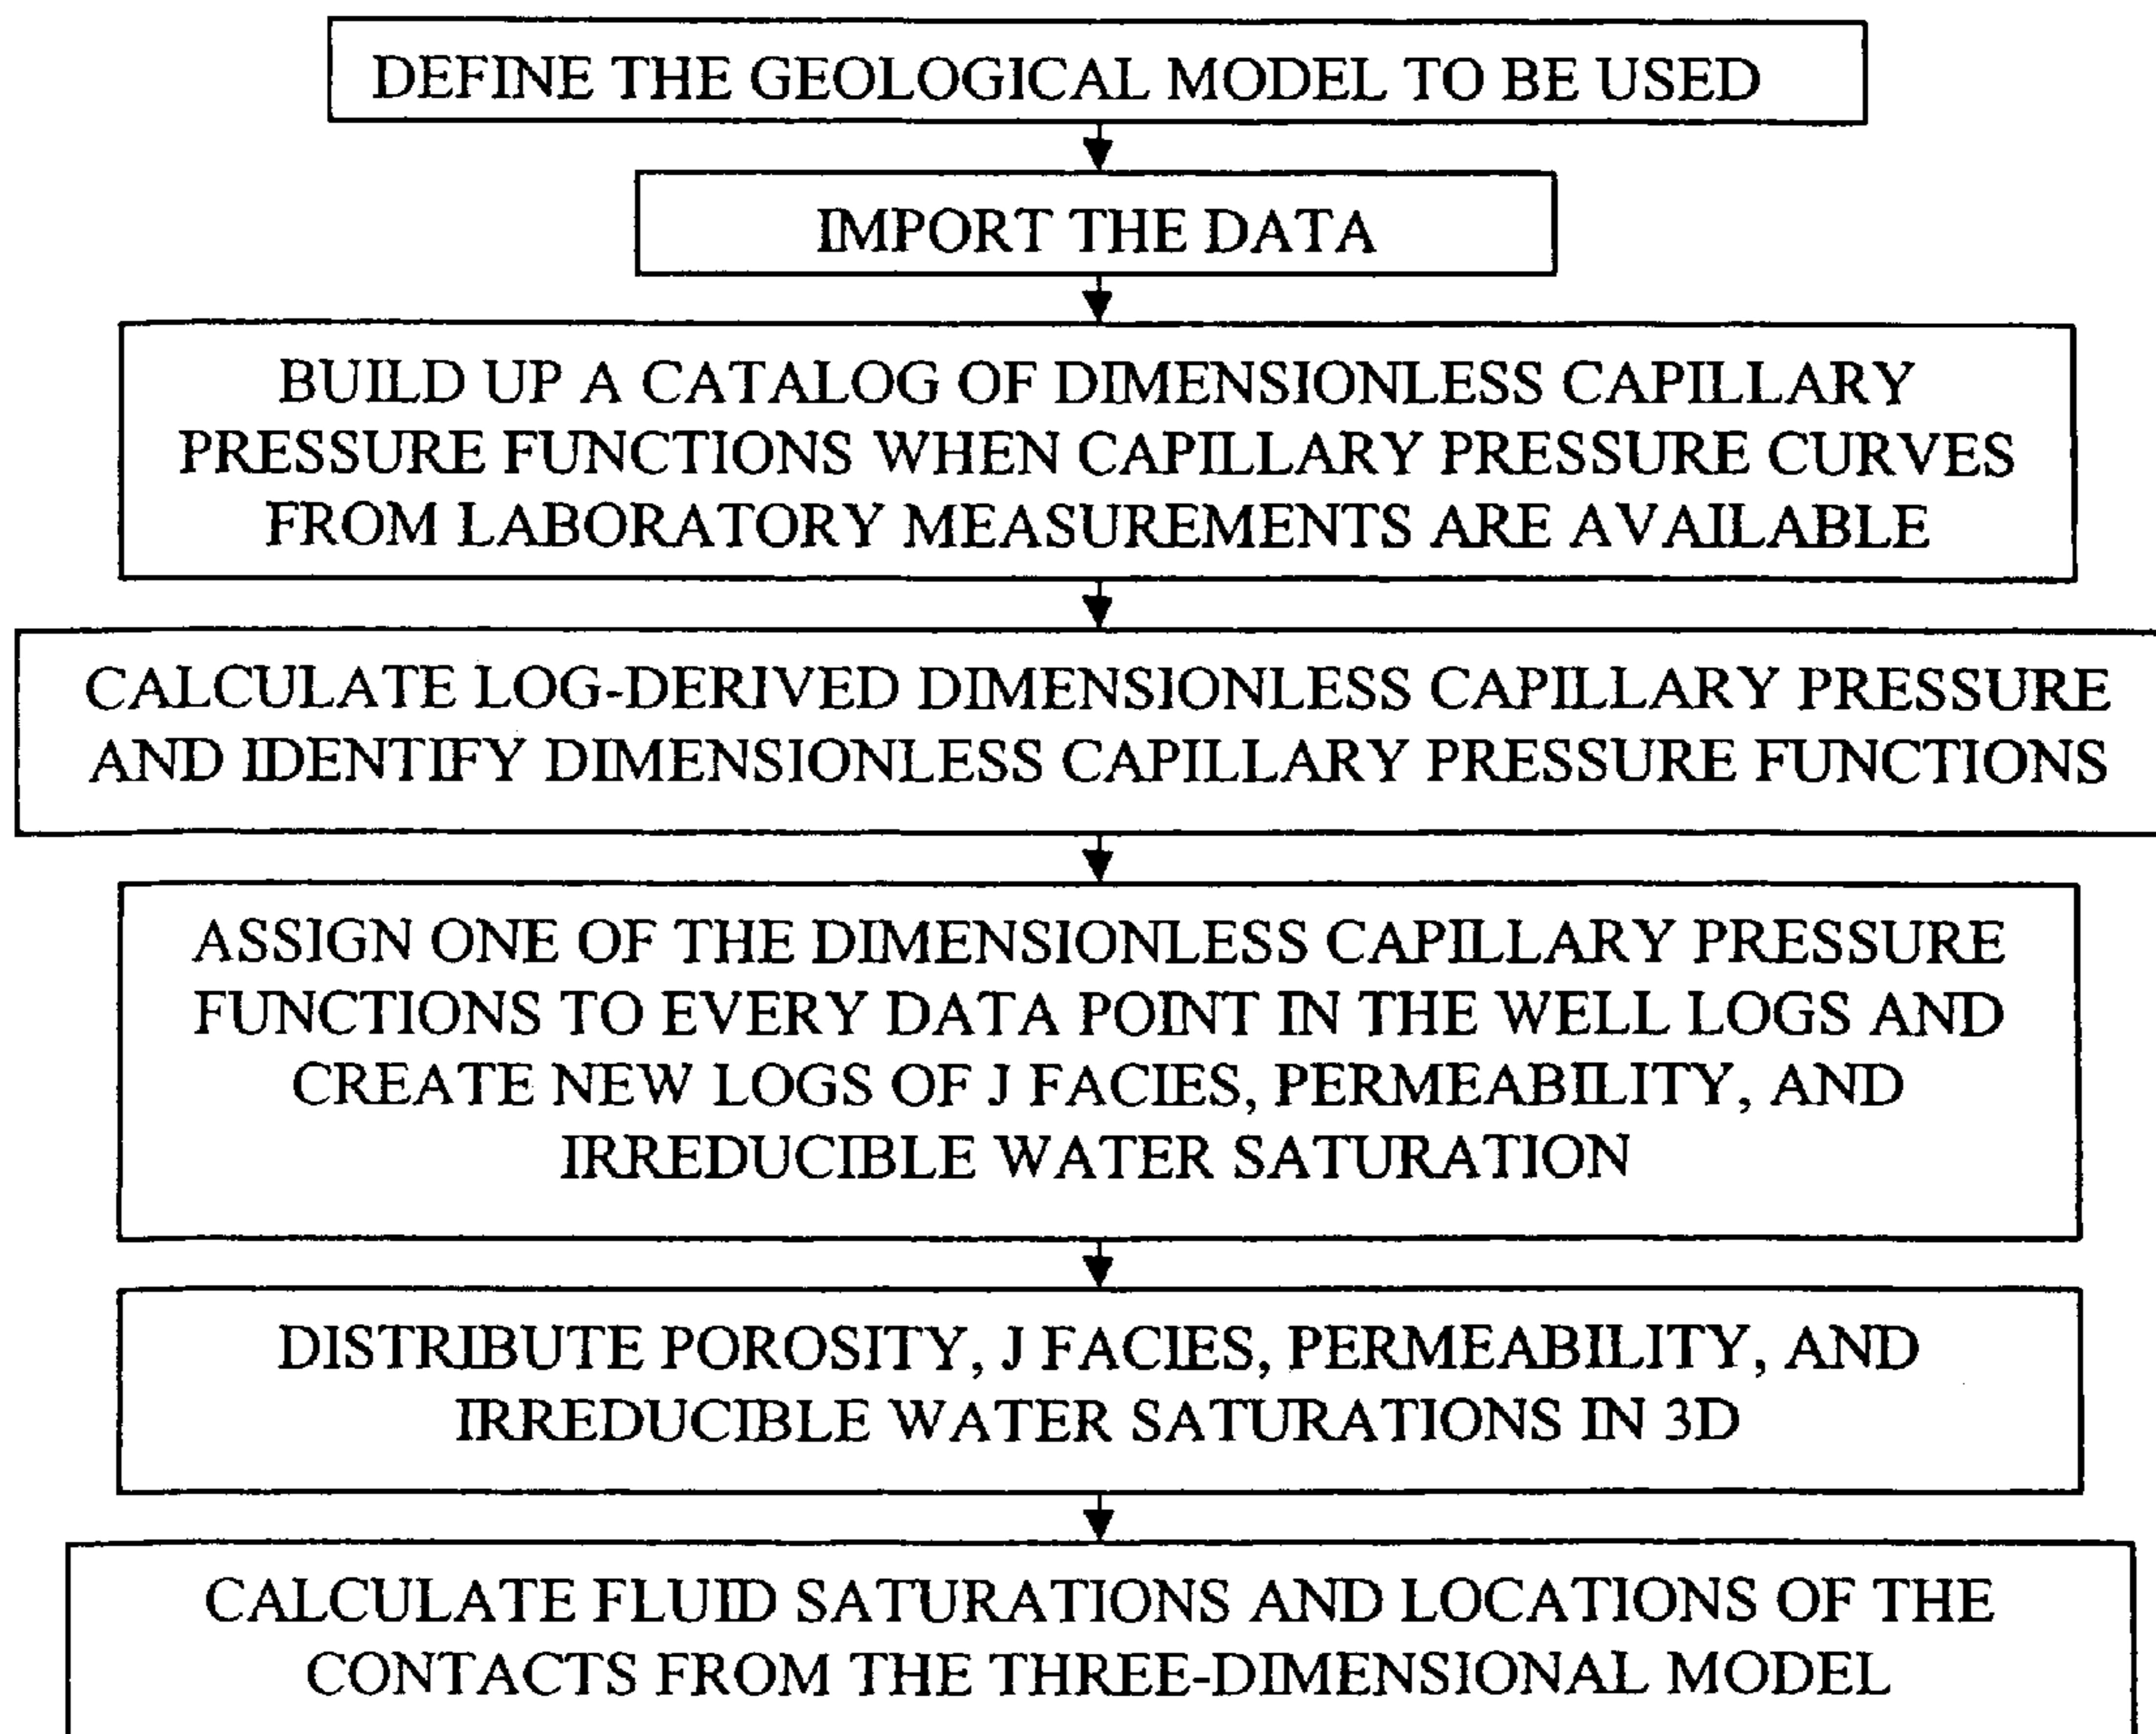 DEFINE THE GEOLOGICAL MODEL TO BE USED
IMPORT THE DATA
BUILD UP A CATALOG OF DIMENSIONLESS CAPILLARY
PRESSURE FUNCTIONS WHEN CAPILLARY PRESSURE CURVES
FROM LABORATORY MEASUREMENTS ARE AVAILABLE
CALCULATE LOG-DERIVED DIMENSIONLESS CAPILLARY PRESSURE
AND IDENTIFY DIMENSIONLESS CAPILLARY PRESSURE FUNCTIONS
ASSIGN ONE OF THE DIMENSIONLESS CAPILLARY PRESSURE
FUNCTIONS TO EVERY DATA POINT IN THE WELL LOGS AND
CREATE NEW LOGS OF J FACIES, PERMEABILITY, AND
IRREDUCIBLE WATER SATURATION
DISTRIBUTE POROSITY, J FACIES, PERMEABILITY, AND
IRREDUCIBLE WATER SATURATIONS IN 3D
CALCULATE FLUID SATURATIONS AND LOCATIONS OF THE
CONTACTS FROM THE THREE-DIMENSIONAL MODEL